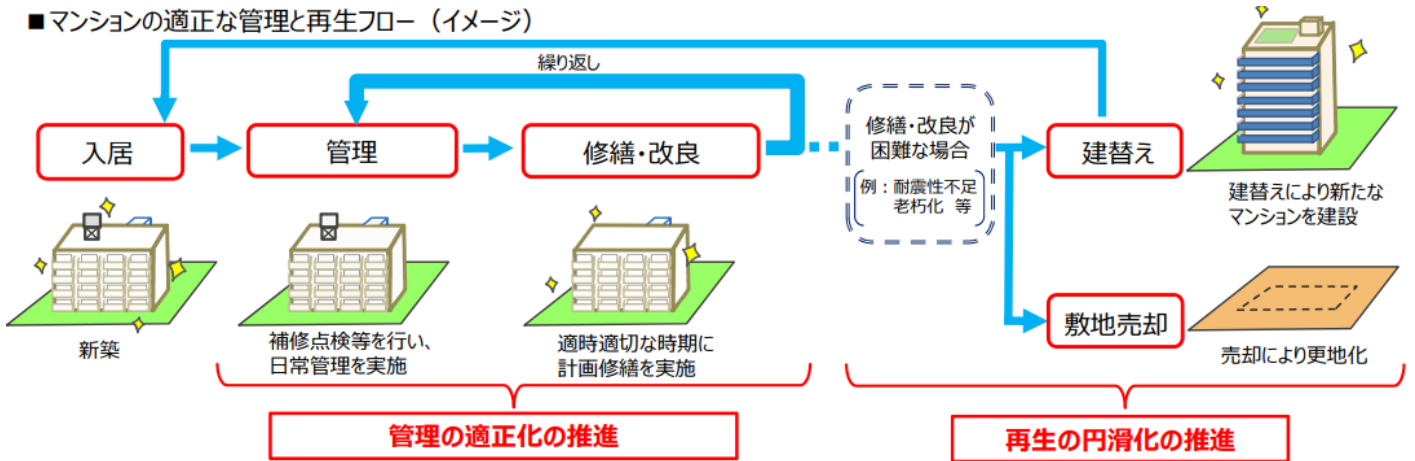 ■マンションの適正な管理と再生フロー（イメージ）
繰り返し
入居
管理
修繕・改良
修繕・改良が
困難な場合
例：耐震性不足
老朽化 等
建替え
建替えにより新たな
マンションを建設
新築
補修点検等を行い、
日常管理を実施
適時適切な時期に
計画修繕を実施
敷地売却
売却により更地化
管理の適正化の推進
再生の円滑化の推進